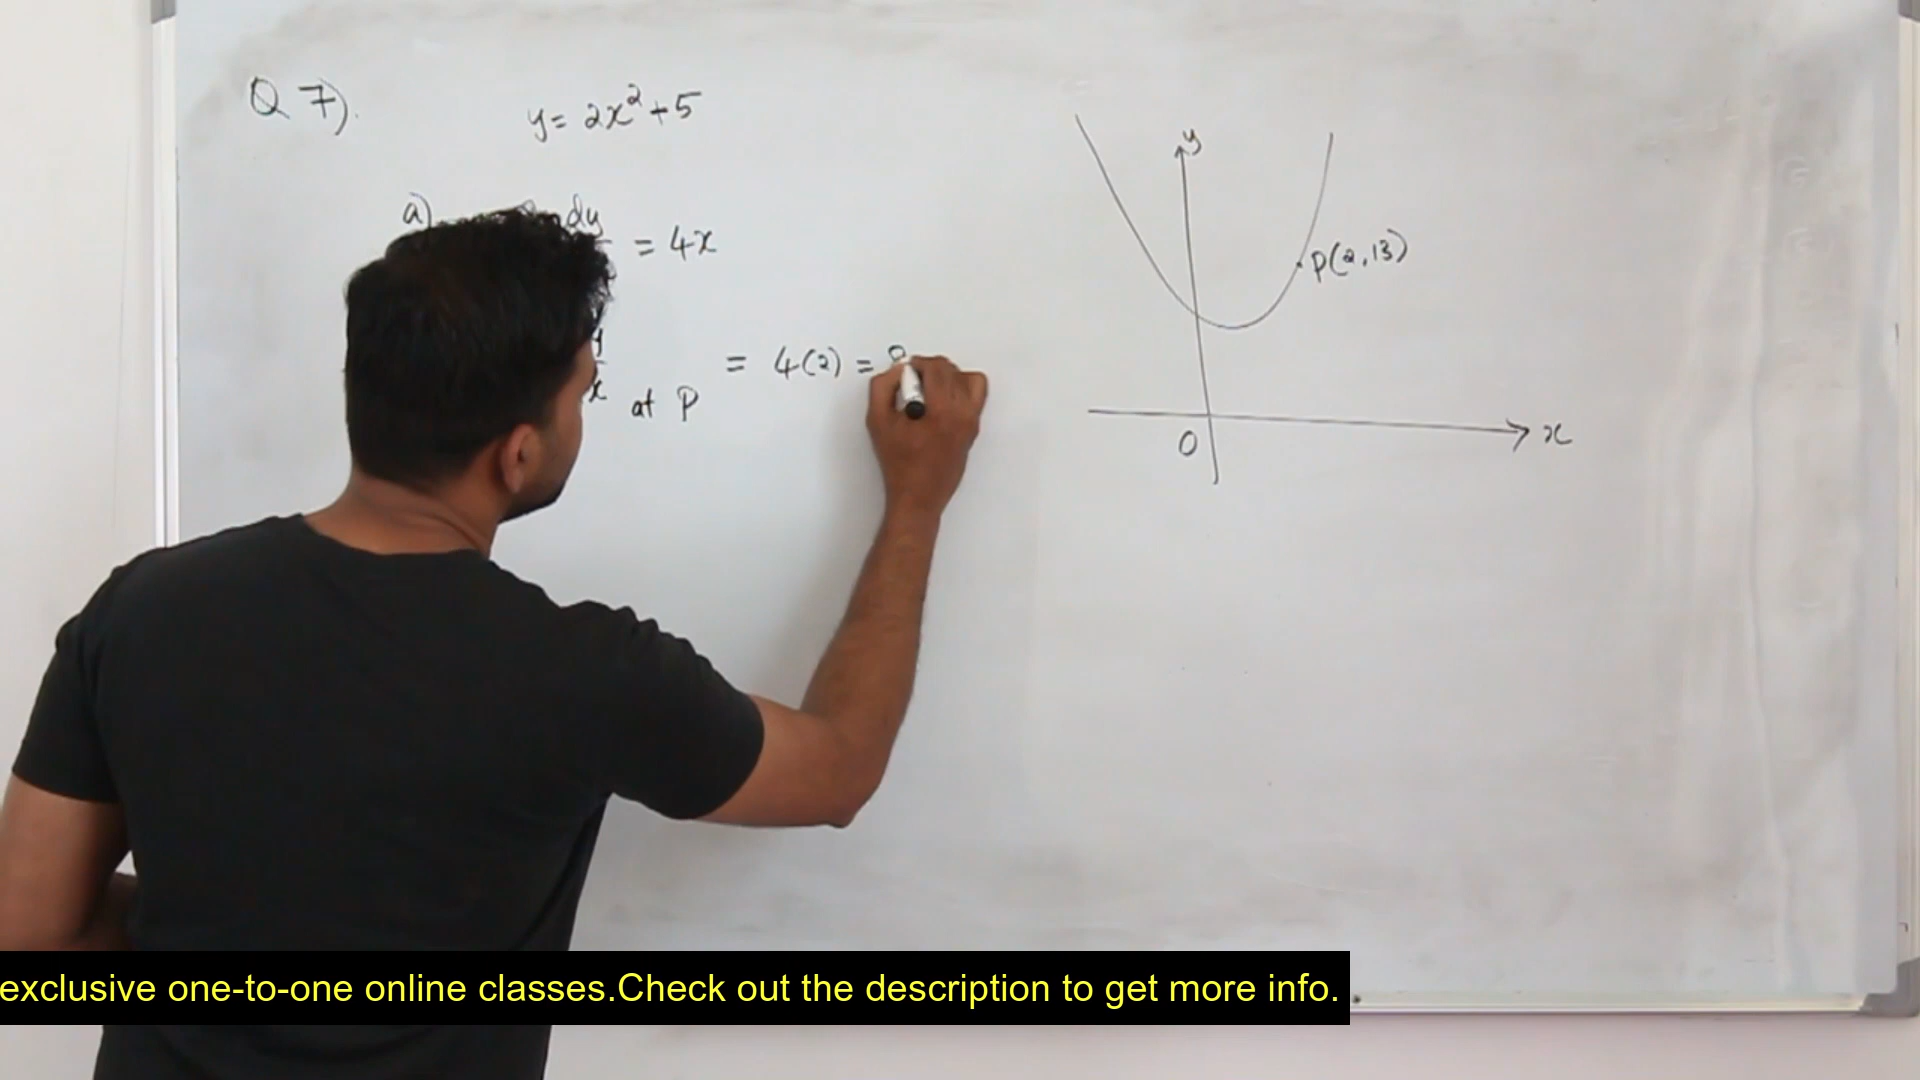 Q 7).
y = 2x² + 5
a) dy = 4x
at P = 4(2) =
y
P(2,13)
O
x
exclusive one-to-one online classes.Check out the description to get more info.